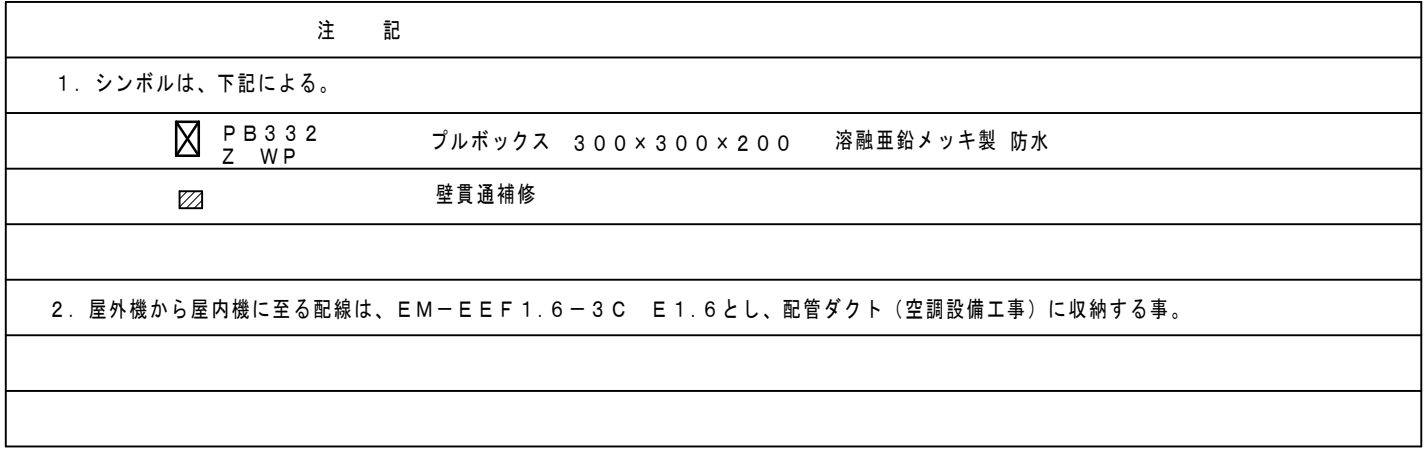 注　記
１．シンボルは、下記による。
ＰＢ３３２　プルボックス　３００×３００×２００　溶融亜鉛メッキ製 防水
Ｚ　ＷＰ
壁貫通補修
２．屋外機から屋内機に至る配線は、ＥＭ－ＥＥＦ１．６－３Ｃ　Ｅ１．６とし、配管ダクト（空調設備工事）に収納する事。